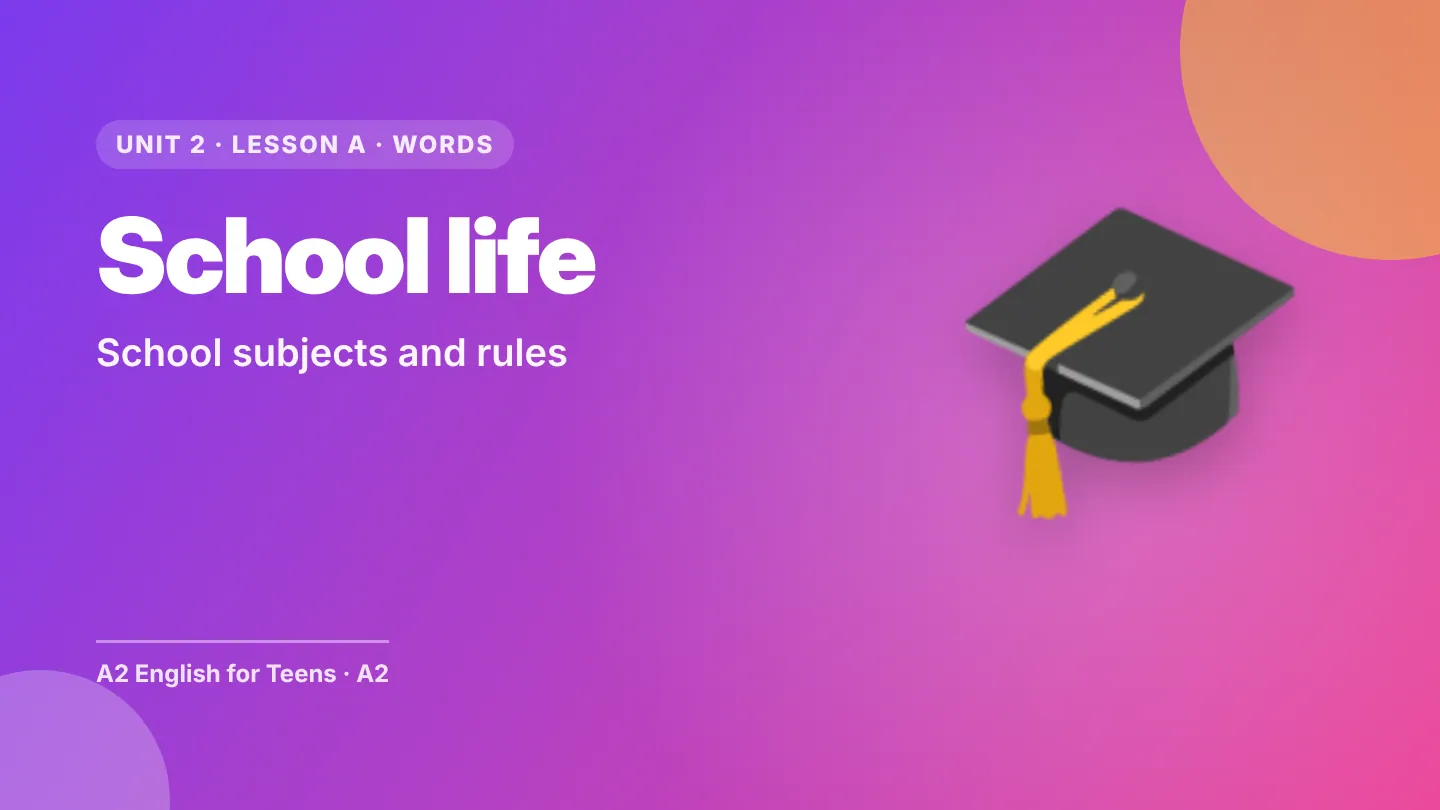 UNIT 2 · LESSON A · WORDS
School life
School subjects and rules
A2 English for Teens · A2